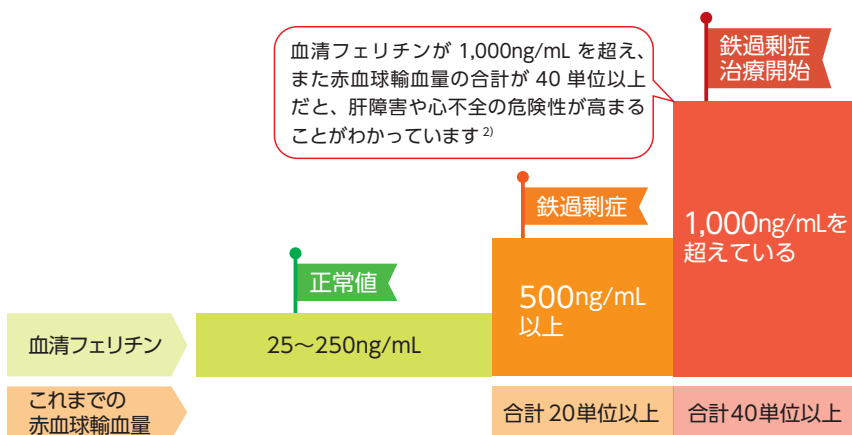 血清フェリチンが 1,000ng/mL を超え、
また赤血球輸血量の合計が 40 単位以上
だと、肝障害や心不全の危険性が高まる
ことがわかっています 2)
鉄過剰症
治療開始
鉄過剰症
正常値
1,000ng/mLを
超えている
500ng/mL
以上
血清フェリチン
25〜250ng/mL
これまでの
赤血球輸血量
合計 20単位以上
合計40単位以上